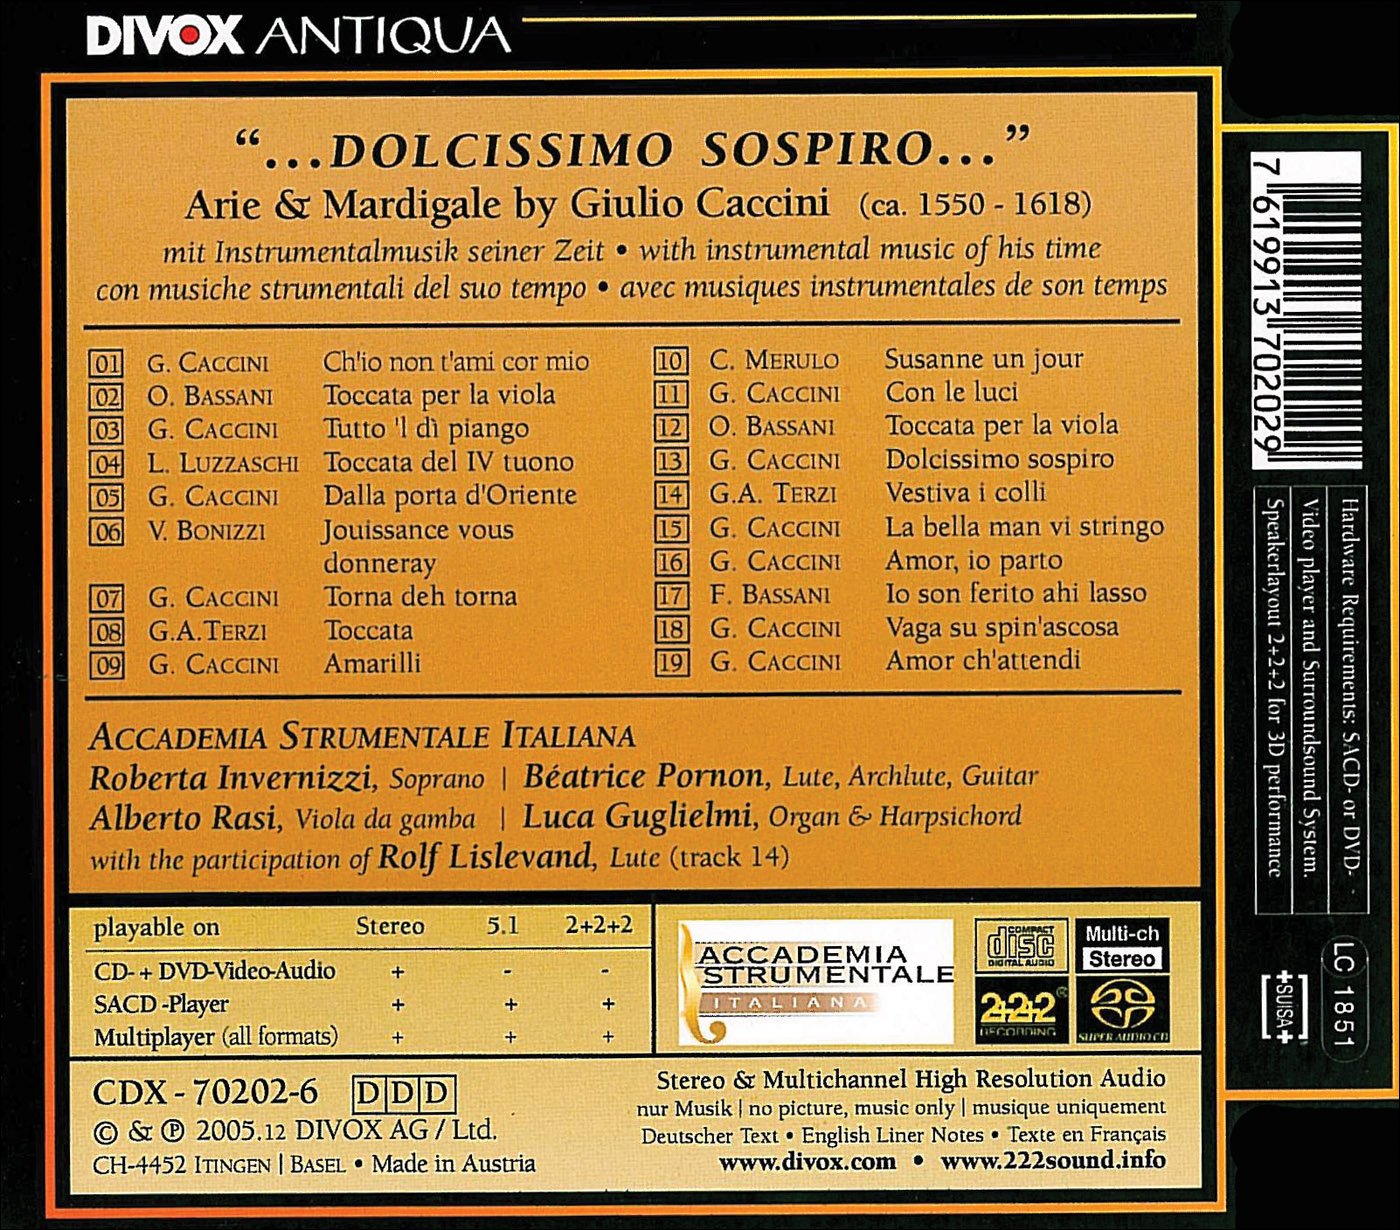 DIVOX ANTIQUA
“...DOLCISSIMO SOSPIRO...”
Arie & Mardigale by Giulio Caccini (ca. 1550 - 1618)
mit Instrumentalmusik seiner Zeit • with instrumental music of his time
con musiche strumentali del suo tempo • avec musiques instrumentales de son temps
01 G. CACCINI Ch'io non t'ami cor mio
02 O. BASSANI Toccata per la viola
03 G. CACCINI Tutto 'l dì piango
04 L. LUZZASCHI Toccata del IV tuono
05 G. CACCINI Dalla porta d'Oriente
06 V. BONIZZI Jouissance vous
donneray
07 G. CACCINI Torna deh torna
08 G.A.TERZI Toccata
09 G. CACCINI Amarilli
10 C. MERULO Susanne un jour
11 G. CACCINI Con le luci
12 O. BASSANI Toccata per la viola
13 G. CACCINI Dolcissimo sospiro
14 G.A. TERZI Vestiva i colli
15 G. CACCINI La bella man vi stringo
16 G. CACCINI Amor, io parto
17 F. BASSANI Io son ferito ahi lasso
18 G. CACCINI Vaga su spin'ascosa
19 G. CACCINI Amor ch'attendi
ACCADEMIA STRUMENTALE ITALIANA
Roberta Invernizzi, Soprano | Béatrice Pornon, Lute, Archlute, Guitar
Alberto Rasi, Viola da gamba | Luca Guglielmi, Organ & Harpsichord
with the participation of Rolf Lislevand, Lute (track 14)
playable on Stereo 5.1 2+2+2
CD- + DVD-Video-Audio + - -
SACD -Player + + +
Multiplayer (all formats) + + +
ACCADEMIA
STRUMENTALE
ITALIANA
COMPACT
disc
DIGITAL AUDIO
Multi-ch
Stereo
2+2+2®
RECORDING
SUPER AUDIO CD
CDX - 70202-6 DDD
© & ℗ 2005.12 DIVOX AG / Ltd.
CH-4452 ITINGEN | BASEL • Made in Austria
Stereo & Multichannel High Resolution Audio
nur Musik | no picture, music only | musique uniquement
Deutscher Text • English Liner Notes • Texte en Français
www.divox.com • www.222sound.info
7 619913 702029
Hardware Requirements: SACD- or DVD-
Video player and Surroundsound System.
Speakerlayout 2+2+2 for 3D performance
LC 1851
+SUISA+